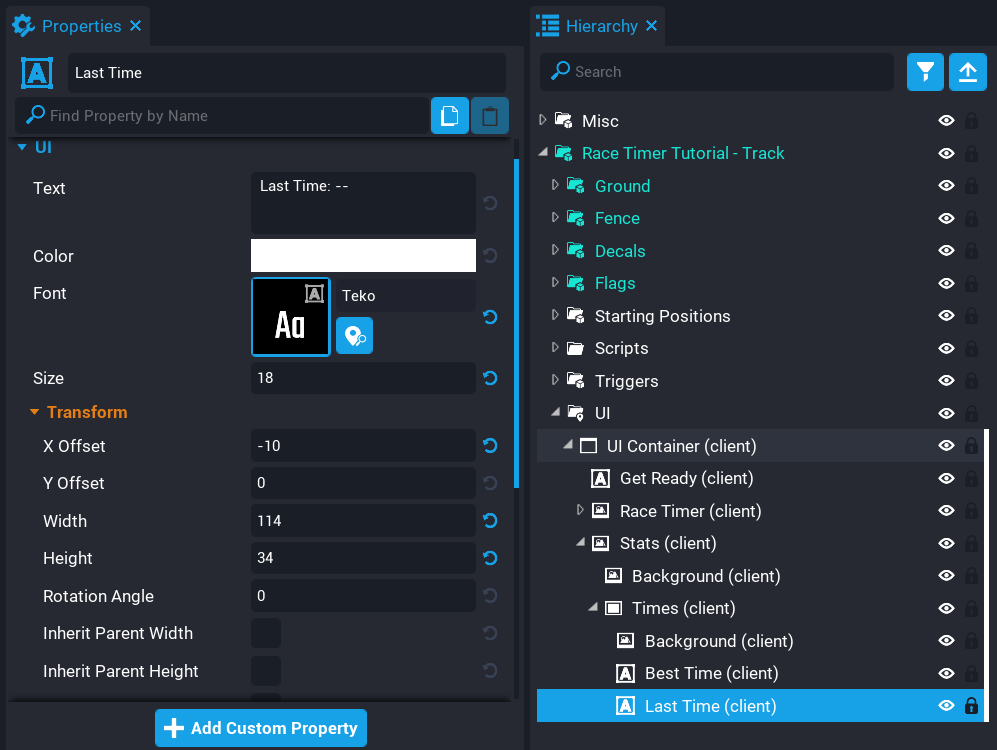 Properties
Last Time
Find Property by Name
UI
Text
Last Time: --
Color
Font
Aa
A
Teko
Size
18
Transform
X Offset
-10
Y Offset
0
Width
114
Height
34
Rotation Angle
0
Inherit Parent Width
Inherit Parent Height
Add Custom Property
Hierarchy
Search
Misc
Race Timer Tutorial - Track
Ground
Fence
Decals
Flags
Starting Positions
Scripts
Triggers
UI
UI Container (client)
Get Ready (client)
Race Timer (client)
Stats (client)
Background (client)
Times (client)
Background (client)
Best Time (client)
Last Time (client)